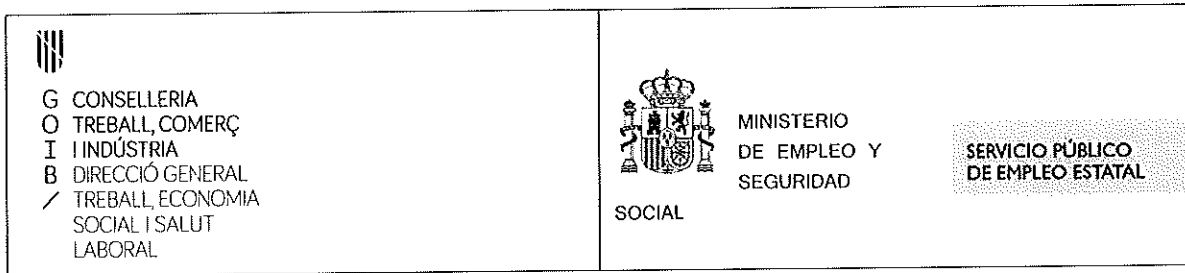 G CONSELLERIA
O TREBALL, COMERÇ
I I INDÚSTRIA
B DIRECCIÓ GENERAL
/ TREBALL, ECONOMIA
SOCIAL I SALUT
LABORAL
MINISTERIO
DE EMPLEO Y
SEGURIDAD
SOCIAL
SERVICIO PÚBLICO
DE EMPLEO ESTATAL